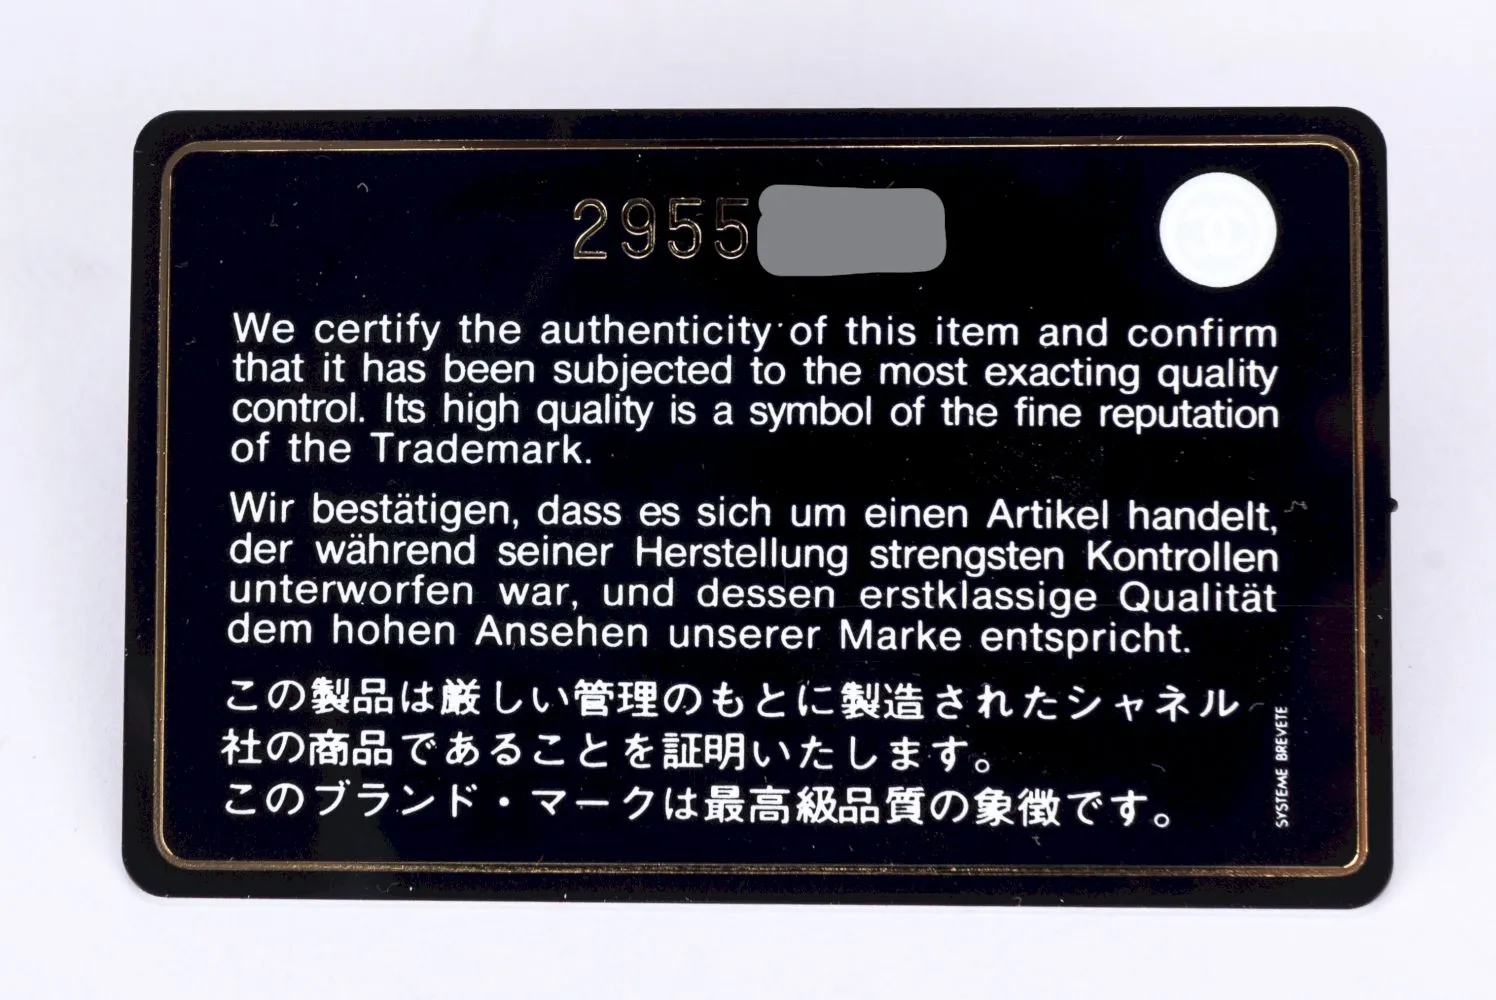 2955
We certify the authenticity of this item and confirm
that it has been subjected to the most exacting quality
control. Its high quality is a symbol of the fine reputation
of the Trademark.
Wir bestätigen, dass es sich um einen Artikel handelt,
der während seiner Herstellung strengsten Kontrollen
unterworfen war, und dessen erstklassige Qualität
dem hohen Ansehen unserer Marke entspricht.
この製品は厳しい管理のもとに製造されたシャネル
社の商品であることを証明いたします。
このブランド・マークは最高級品質の象徴です。
SYSTEME BREVETE